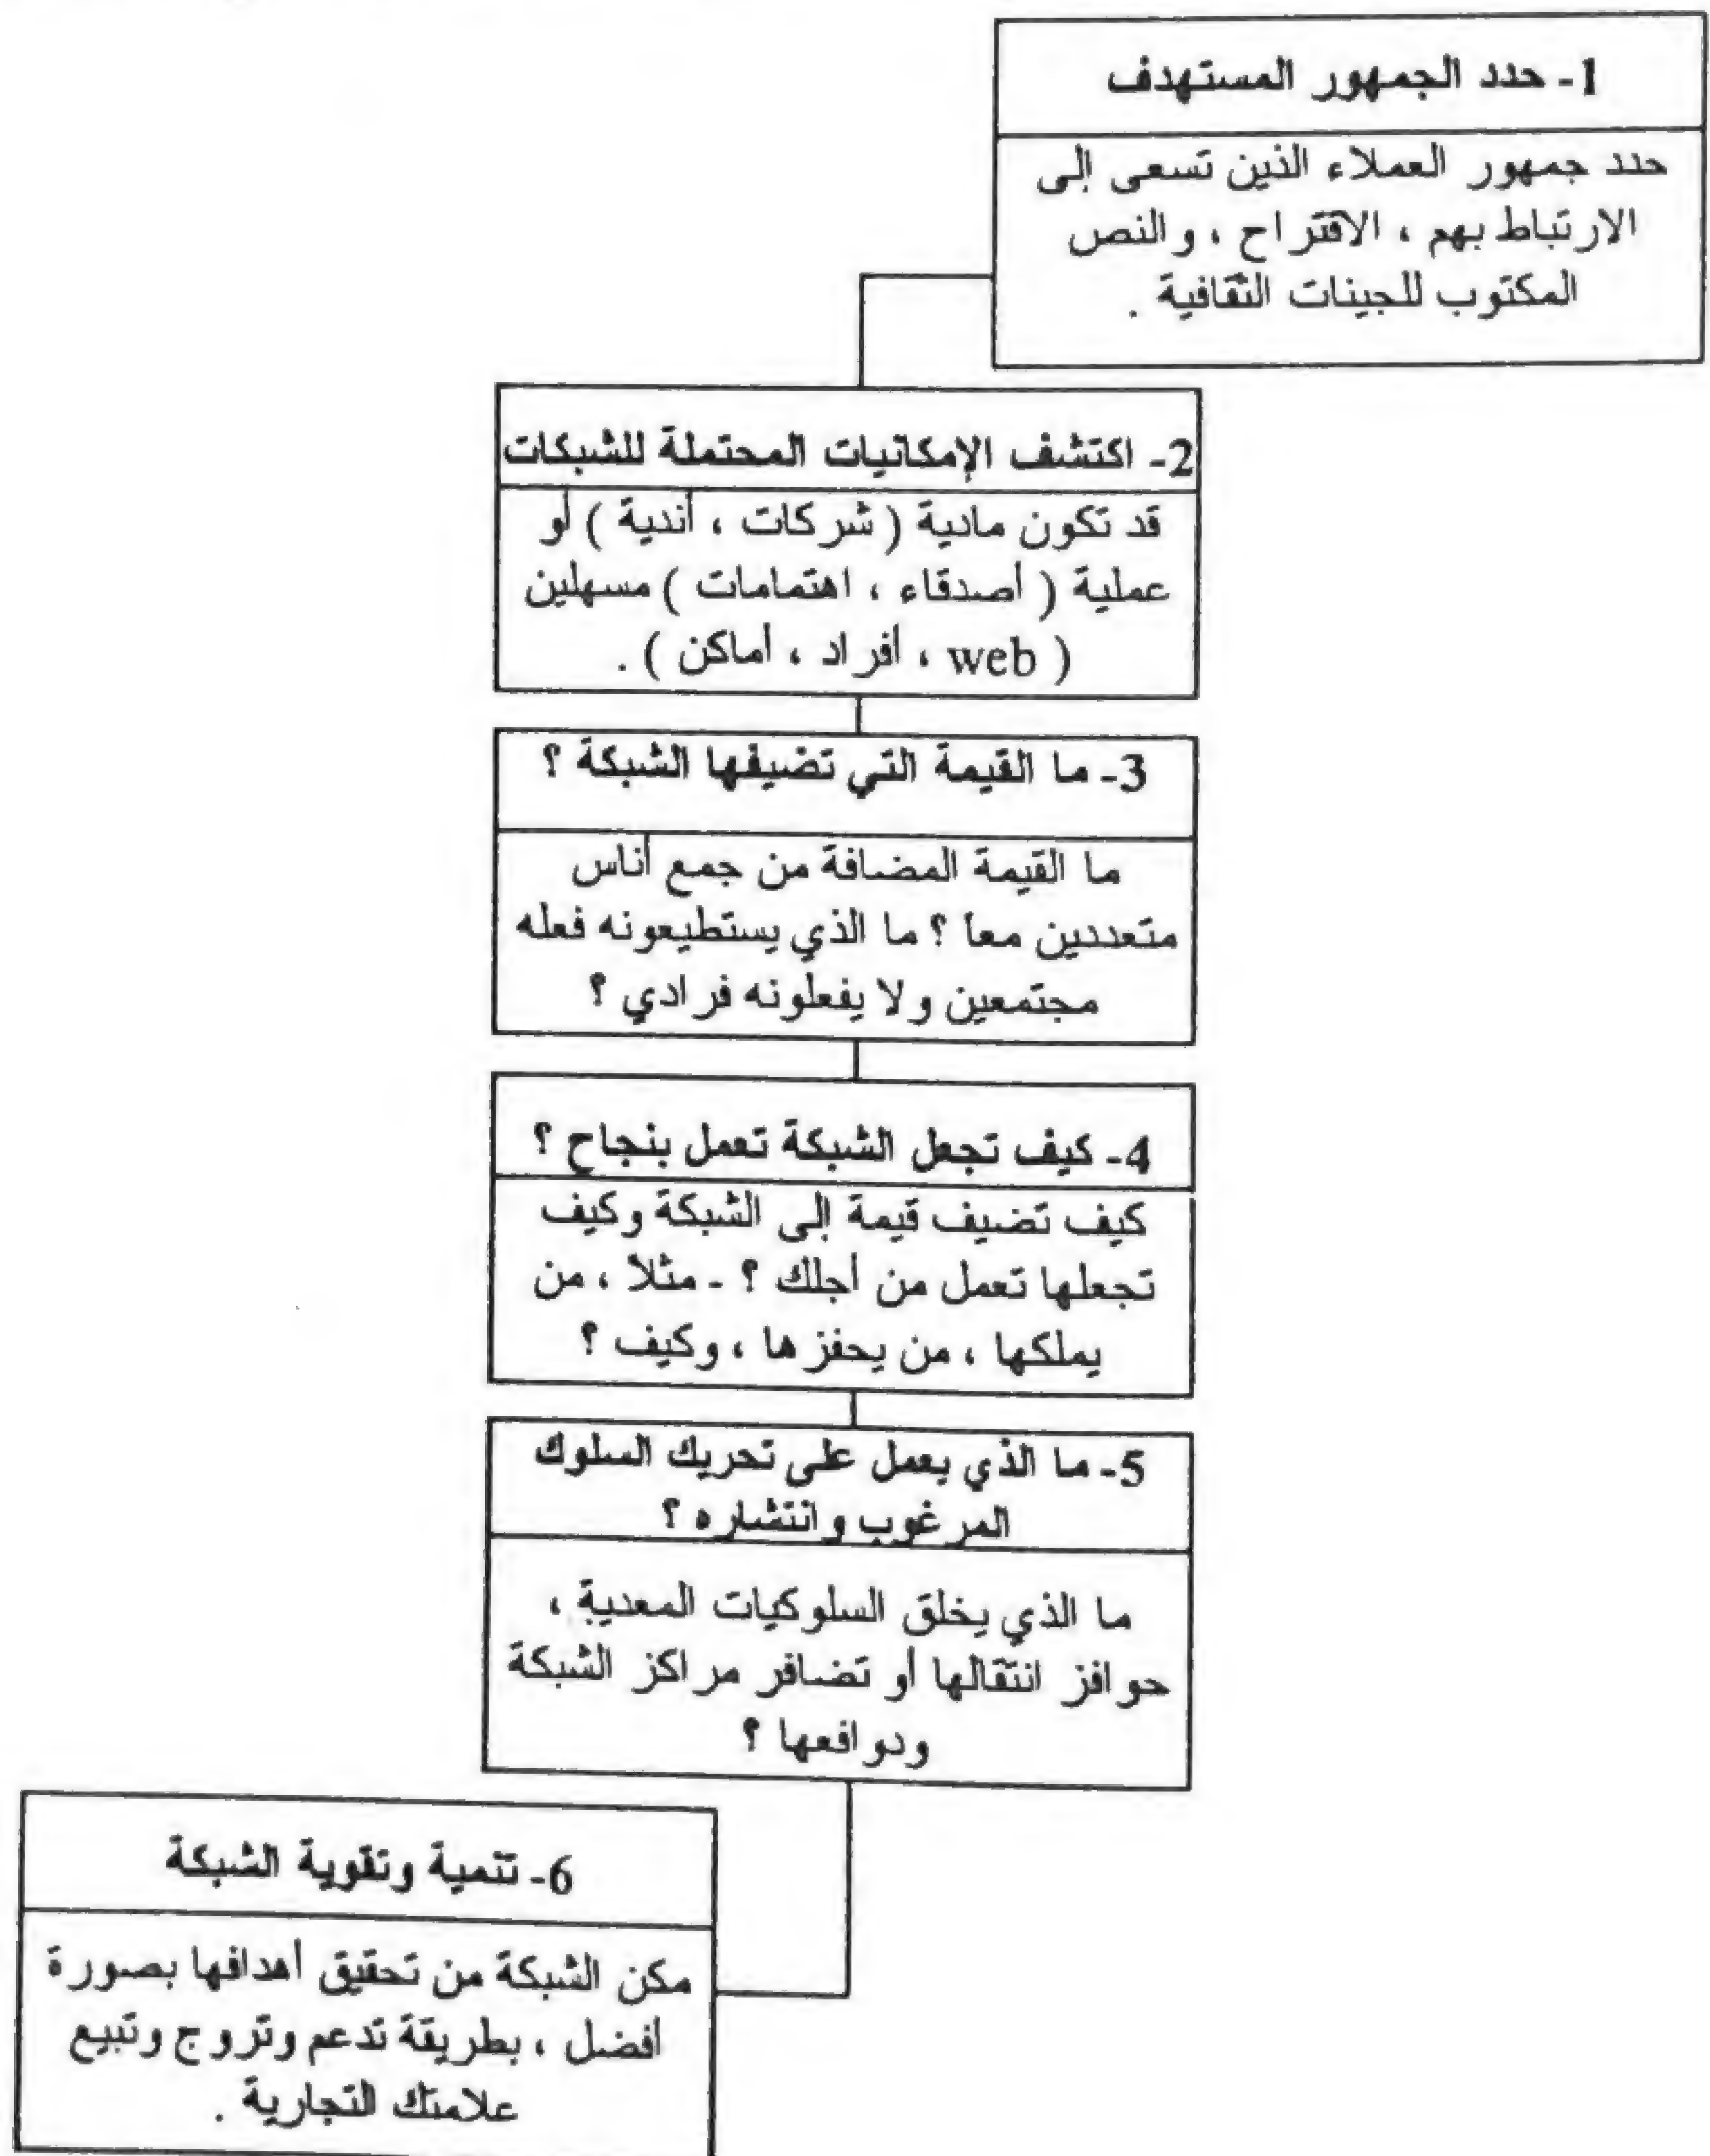 1- حدد الجمهور المستهدف
حدد جمهور العملاء الذين تسعى إلى
الارتباط بهم ، الاقتراح ، والنص
المكتوب للجينات الثقافية .
2- اكتشف الإمكانيات المحتملة للشبكات
قد تكون مادية ( شركات ، أندية ) أو
عملية ( أصدقاء ، اهتمامات ) مسهلين
( web ، أفراد ، أماكن ) .
3- ما القيمة التي تضيفها الشبكة ؟
ما القيمة المضافة من جمع أناس
متعددين معاً ؟ ما الذي يستطيعونه فعله
مجتمعين ولا يفعلونه فرادي ؟
4- كيف تجعل الشبكة تعمل بنجاح ؟
كيف تضيف قيمة إلى الشبكة وكيف
تجعلها تعمل من أجلك ؟ - مثلاً ، من
يملكها ، من يحفزها ، وكيف ؟
5- ما الذي يعمل على تحريك السلوك
المرغوب وانتشاره ؟
ما الذي يخلق السلوكيات المعدية ،
حوافز انتقالها أو تضافر مراكز الشبكة
ودوافعها ؟
6- تنمية وتقوية الشبكة
مكن الشبكة من تحقيق أهدافها بصورة
أفضل ، بطريقة تدعم وتروج وتبيع
علامتك التجارية .